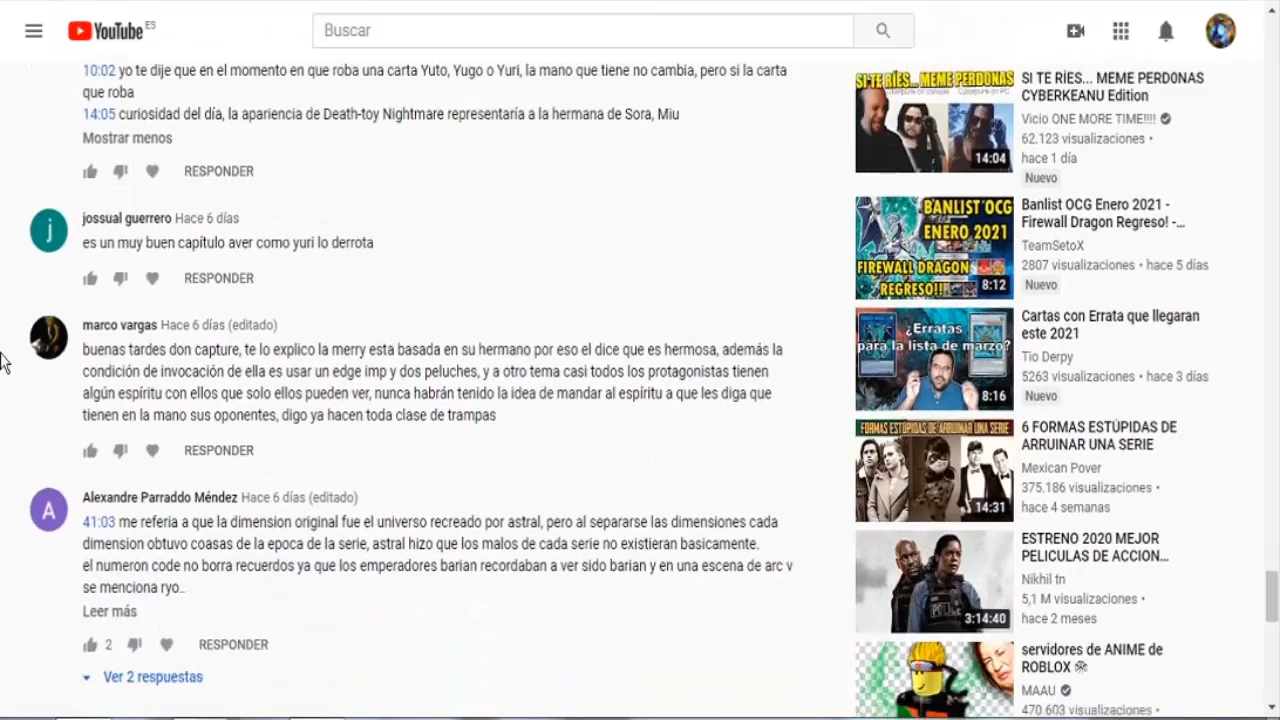 YouTube ES
Buscar
10:02 yo te dije que en el momento en que roba una carta Yuto, Yugo o Yuri, la mano que tiene no cambia, pero si la carta
que roba
14:05 curiosidad del día, la apariencia de Death-toy Nightmare representaría a la hermana de Sora, Miu
Mostrar menos
RESPONDER
j
jossual guerrero Hace 6 días
es un muy buen capítulo aver como yuri lo derrota
RESPONDER
marco vargas Hace 6 días (editado)
buenas tardes don kpture, te lo explico la merry esta basada en su hermano por eso el dice que es hermosa, además la
condición de invocación de ella es usar un edge imp y dos peluches, y a otro tema casi todos los protagonistas tienen
algún espíritu con ellos que solo ellos pueden ver, nunca habrán tenido la idea de mandar al espíritu a que les diga que
tienen en la mano sus oponentes, digo ya hacen toda clase de trampas
RESPONDER
A
Alexandre Parraddo Méndez Hace 6 días (editado)
41:03 me refería a que la dimension original fue el universo recreado por astral, pero al separarse las dimensiones cada
dimension obtuvo coasas de la epoca de la serie, astral hizo que los malos de cada serie no existieran basicamente.
el numeron code no borra recuerdos ya que los emperadores barian recordaban a ver sido barian y en una escena de arc v
se menciona ryo..
Leer más
2 RESPONDER
Ver 2 respuestas
SI TE RÍES... MEME PERDONAS
14:04
SI TE RÍES... MEME PERD0NAS
CYBERKEANU Edition
Vicio ONE MORE TIME!!!!
62.123 visualizaciones •
hace 1 día
Nuevo
BANLIST OCG
ENERO 2021
FIREWALL DRAGON
REGRESO!!
8:12
Banlist OCG Enero 2021 -
Firewall Dragon Regreso! -...
TeamSetoX
2807 visualizaciones • hace 5 días
Nuevo
¿Erratas
para la lista de marzo?
8:16
Cartas con Errata que llegaran
este 2021
Tio Derpy
5263 visualizaciones • hace 3 días
Nuevo
FORMAS ESTÚPIDAS DE ARRUINAR UNA SERIE
14:31
6 FORMAS ESTÚPIDAS DE
ARRUINAR UNA SERIE
Mexican Pover
375.186 visualizaciones •
hace 4 semanas
POLICE
3:14:40
ESTRENO 2020 MEJOR
PELICULAS DE ACCION...
Nikhil tn
5,1 M visualizaciones •
hace 2 meses
servidores de ANIME de
ROBLOX
MAAU
470.603 visualizaciones •